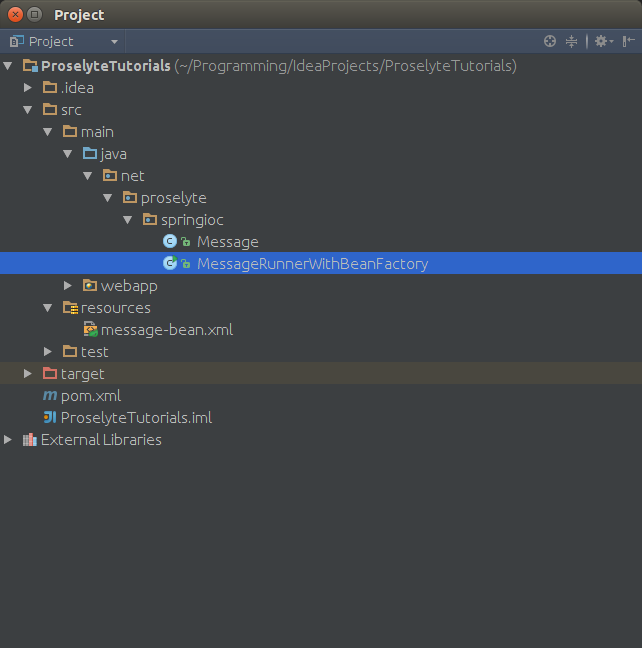 Project
Project
ProselyteTutorials (~/Programming/IdeaProjects/ProselyteTutorials)
.idea
src
main
java
net
proselyte
springioc
Message
MessageRunnerWithBeanFactory
webapp
resources
message-bean.xml
test
target
pom.xml
ProselyteTutorials.iml
External Libraries